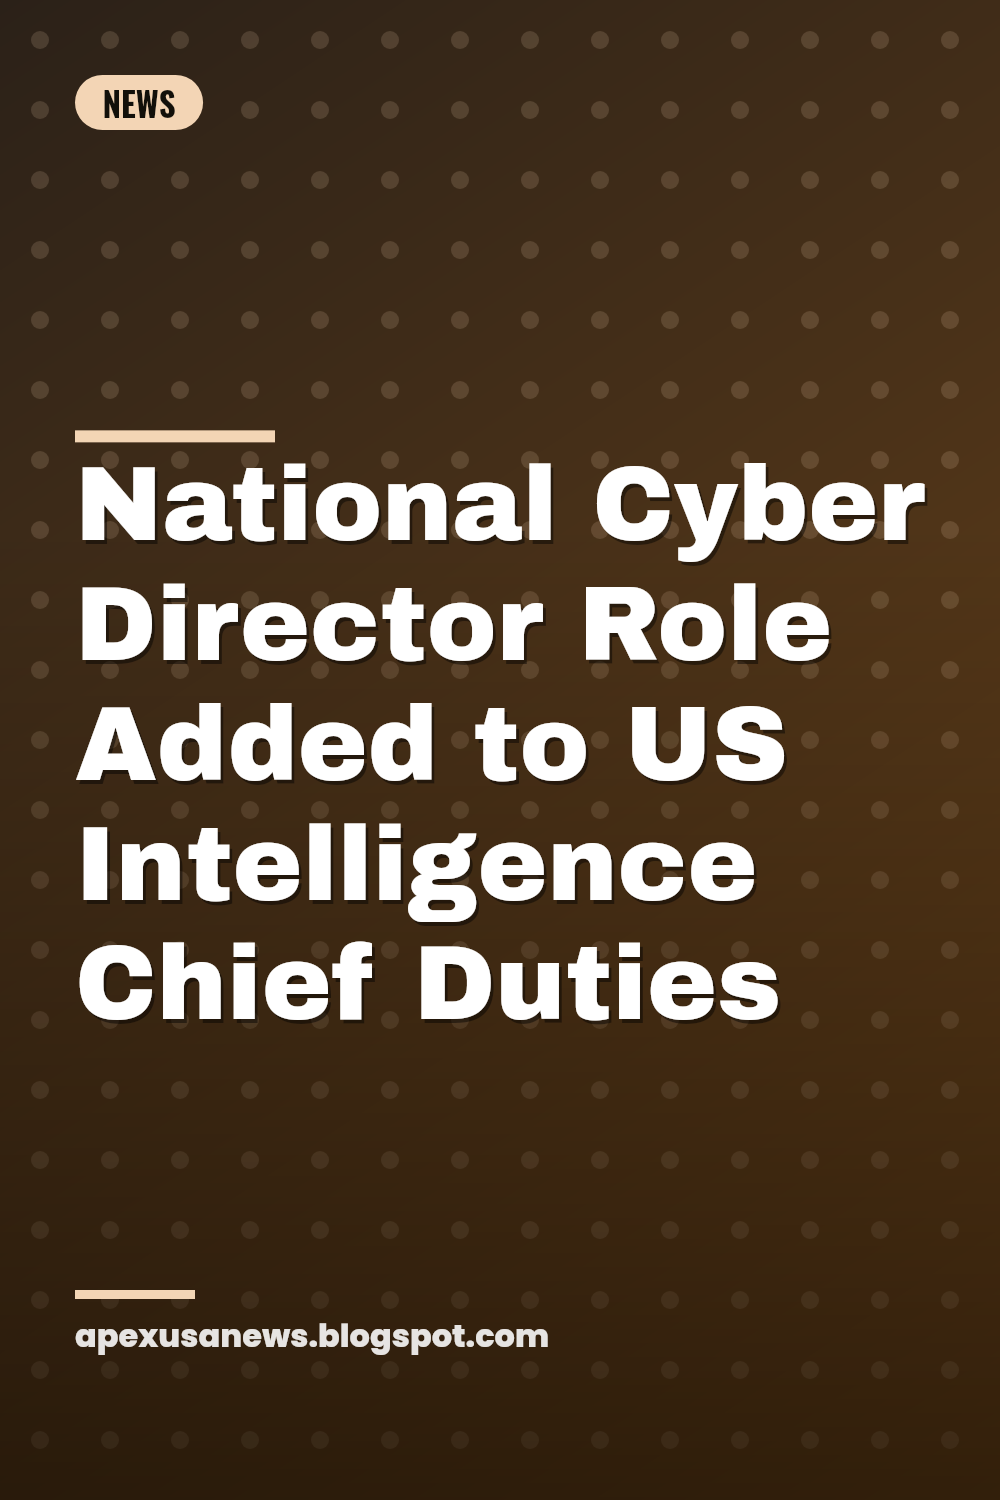 NEWS
National Cyber
Director Role
Added to US
Intelligence
Chief Duties
apexusanews.blogspot.com